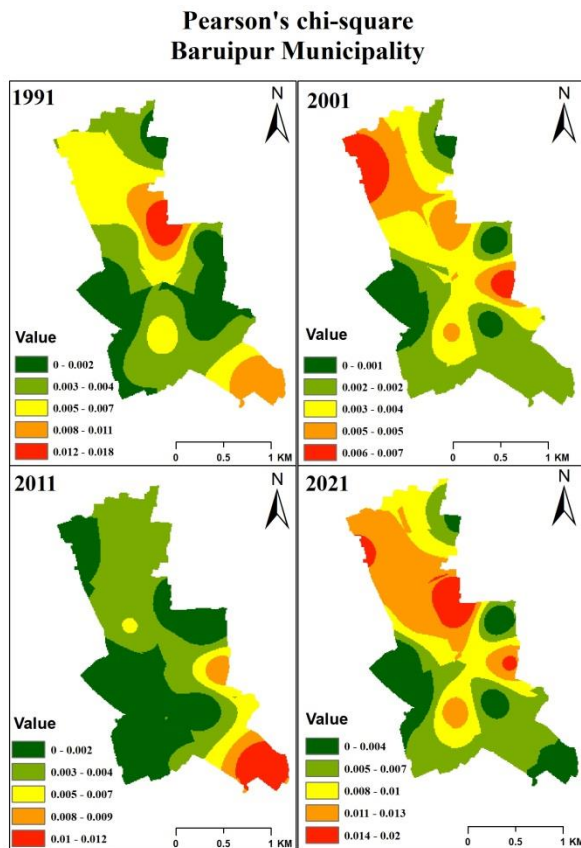 Pearson's chi-square
Baruipur Municipality
1991
N
Value
0 - 0.002
0.003 - 0.004
0.005 - 0.007
0.008 - 0.011
0.012 - 0.018
0 0.5 1 KM
2001
N
Value
0 - 0.001
0.002 - 0.002
0.003 - 0.004
0.005 - 0.005
0.006 - 0.007
0 0.5 1 KM
2011
N
Value
0 - 0.002
0.003 - 0.004
0.005 - 0.007
0.008 - 0.009
0.01 - 0.012
0 0.5 1 KM
2021
N
Value
0 - 0.004
0.005 - 0.007
0.008 - 0.01
0.011 - 0.013
0.014 - 0.02
0 0.5 1 KM